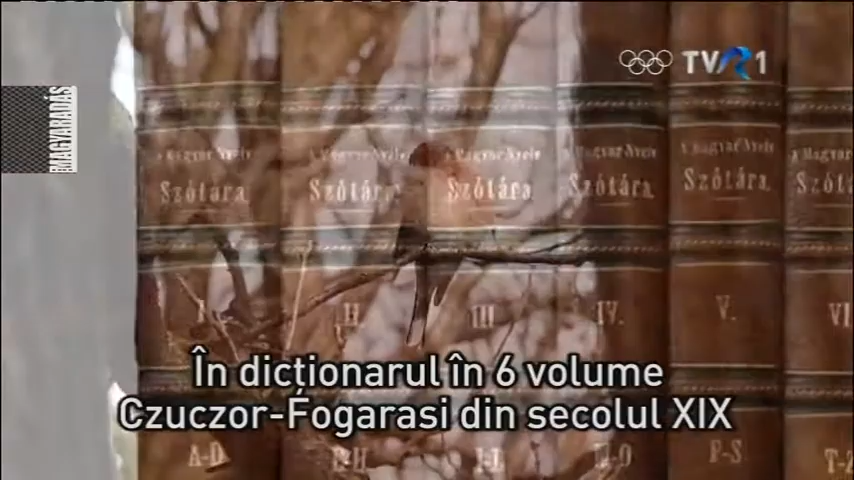 TVR1
MAGYARADÁS
A Magyar Nyelv
Szótára
A Magyar Nyelv
Szótára
A Magyar Nyelv
Szótára
A Magyar Nyelv
Szótára
A Magyar Nyelv
Szótára
I
II
III
IV.
V.
VI
În dicționarul în 6 volume
Czuczor-Fogarasi din secolul XIX
A-D
E-H
I-L
P-S